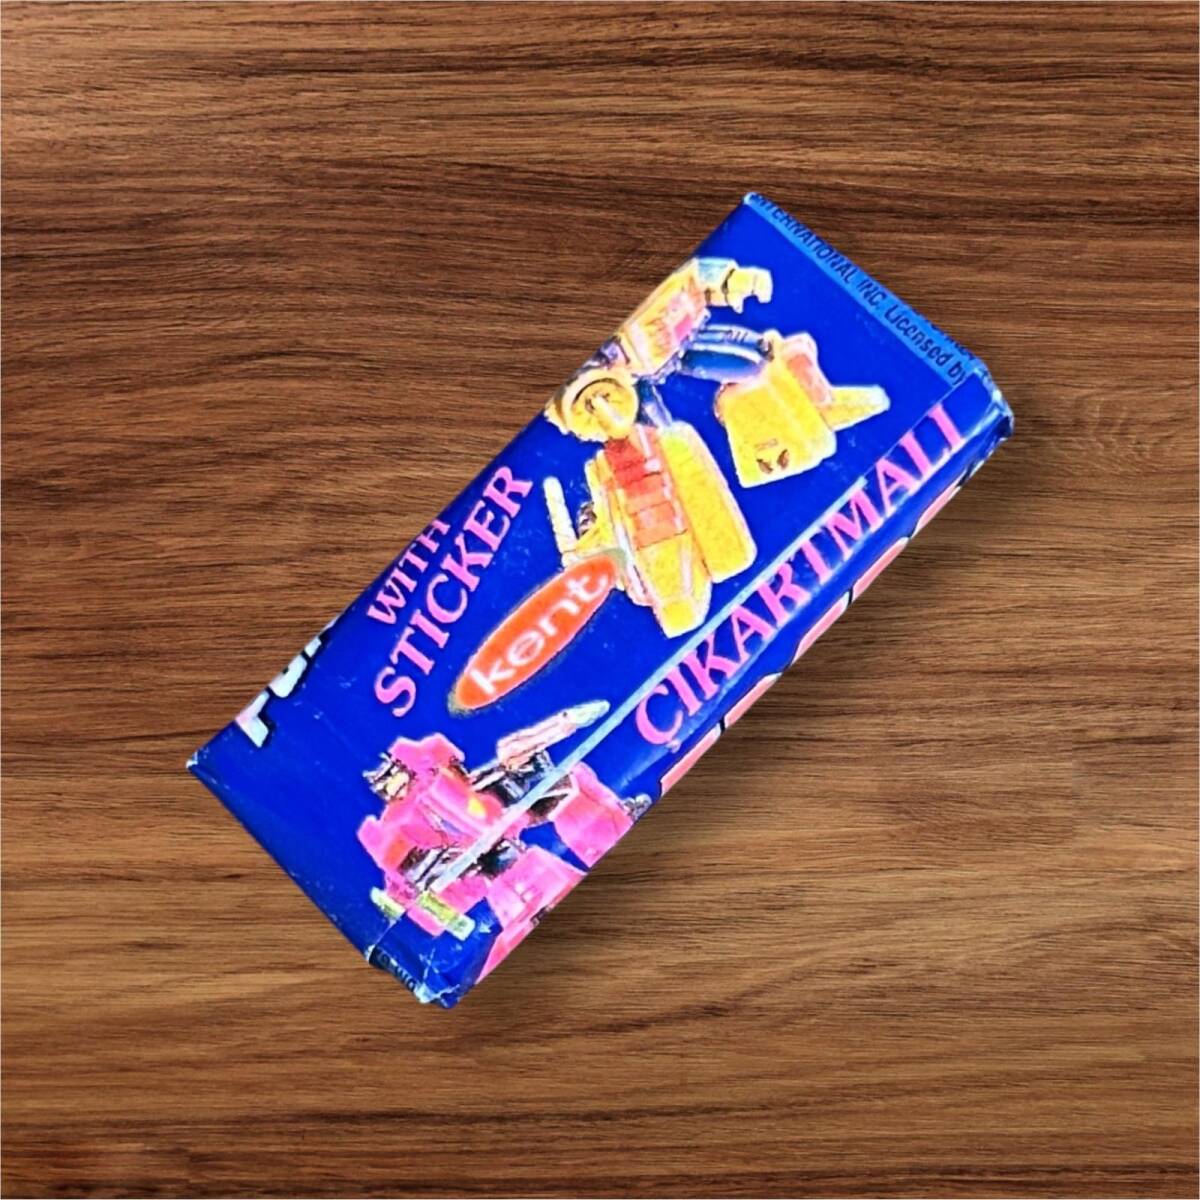 INTERNATIONAL INC. Licensed by
WITH
STICKER
kent
ÇIKARTMALI